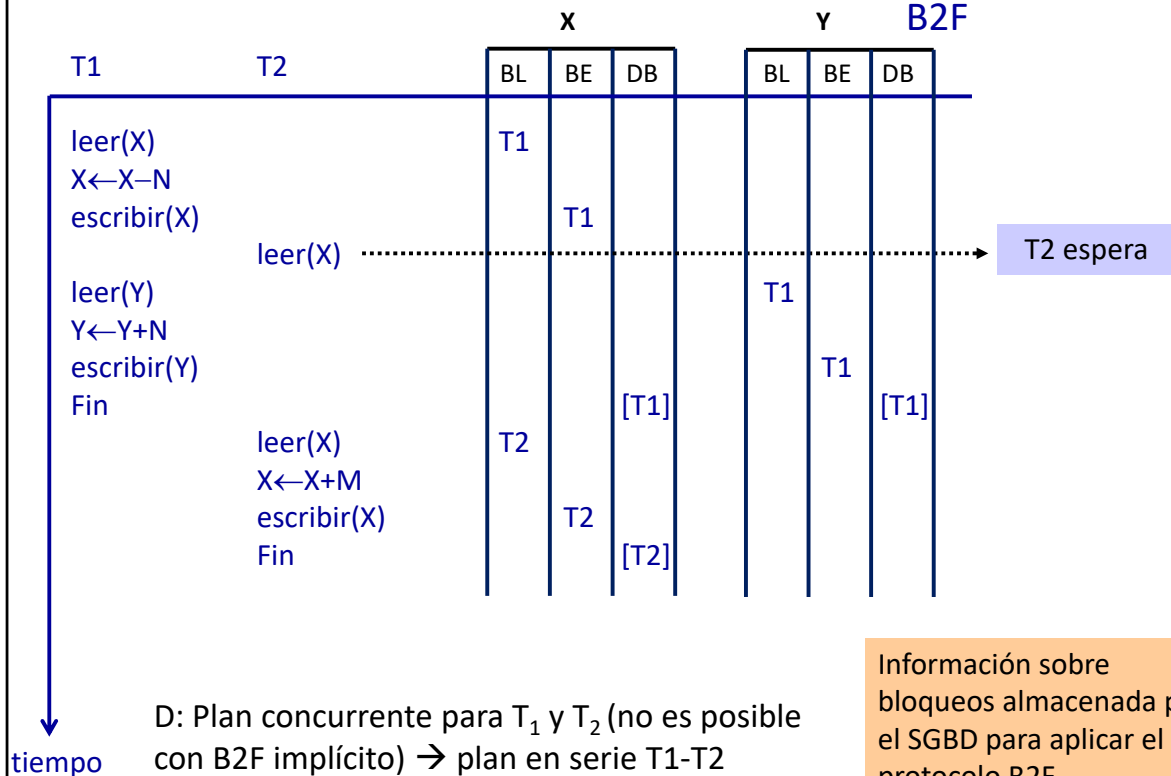 X Y B2F
T1 T2 BL BE DB BL BE DB
leer(X) T1
X←X−N
escribir(X) T1
leer(X) T2 espera
leer(Y) T1
Y←Y+N
escribir(Y) T1
Fin [T1] [T1]
leer(X) T2
X←X+M
escribir(X) T2
Fin [T2]
tiempo
D: Plan concurrente para T₁ y T₂ (no es posible
con B2F implícito) → plan en serie T1-T2
Información sobre
bloqueos almacenada
el SGBD para aplicar el
protocolo B2F